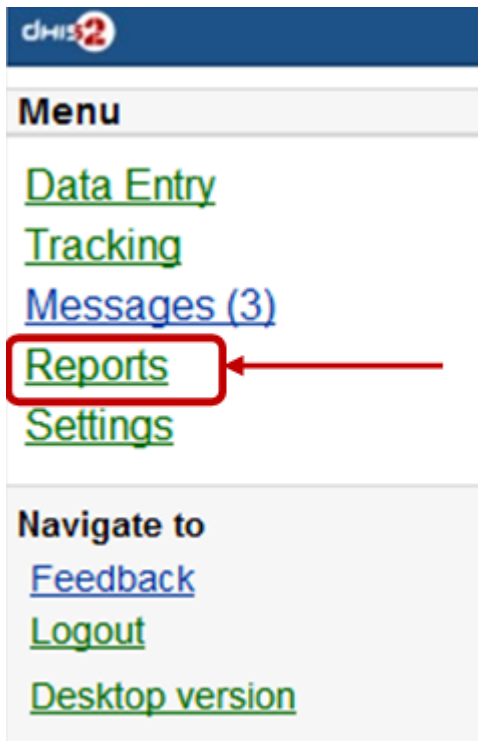 dHIS2
Menu
Data Entry
Tracking
Messages (3)
Reports
Settings
Navigate to
Feedback
Logout
Desktop version